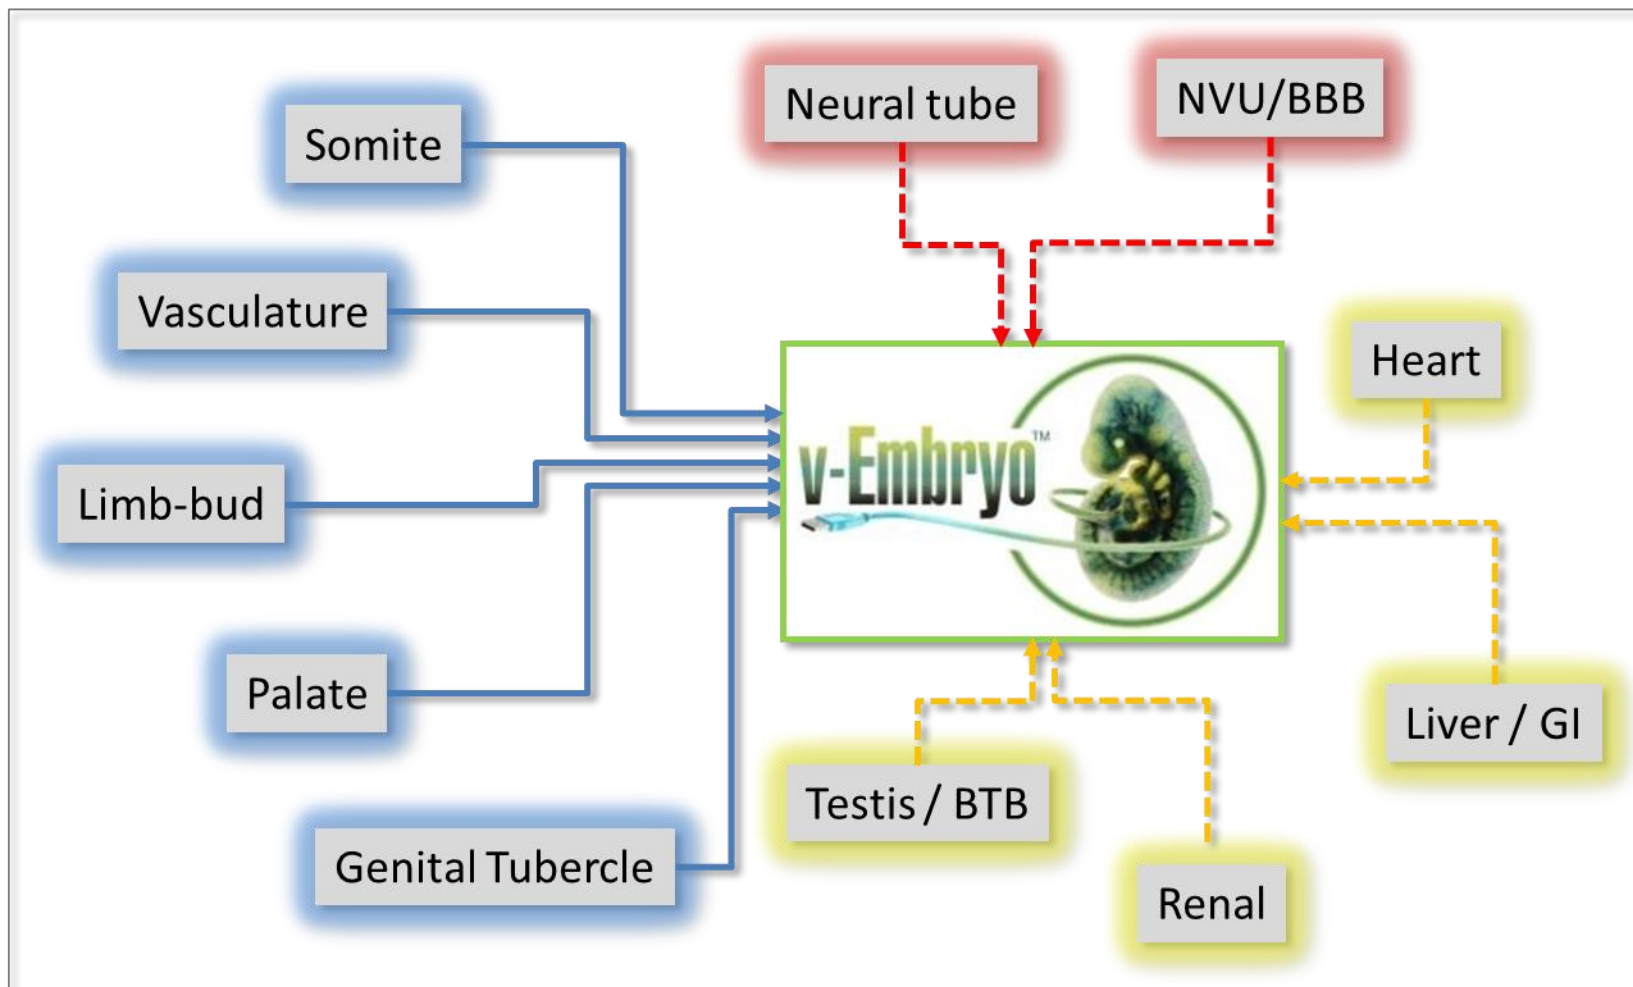 Neural tube
NVU/BBB
Somite
Vasculature
Heart
v-Embryo™
Limb-bud
Palate
Liver / GI
Testis / BTB
Genital Tubercle
Renal